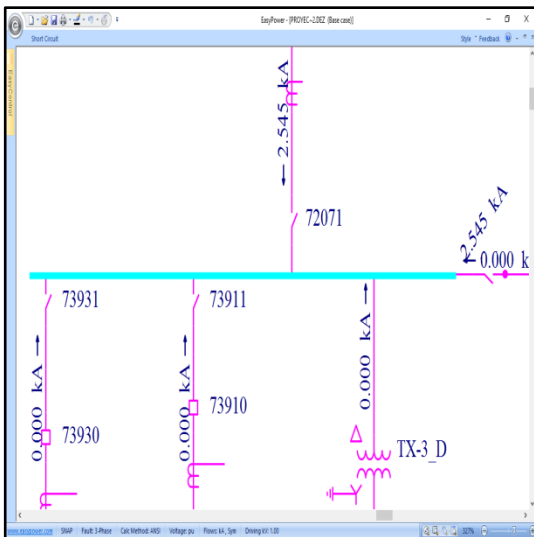 EasyPower - [PROYEC~2.DEZ (Base case)]
Short Circuit
Style
Feedback
EasyControl
2.545 kA
72071
2.545 kA
0.000 k
73931
73911
0.000 kA
0.000 kA
0.000 kA
73910
73930
TX-3_D
www.easypower.com SNAP Fault: 3-Phase Calc Method: ANSI Voltage: pu Flows: kA, Sym Driving kV: 1.00
327%